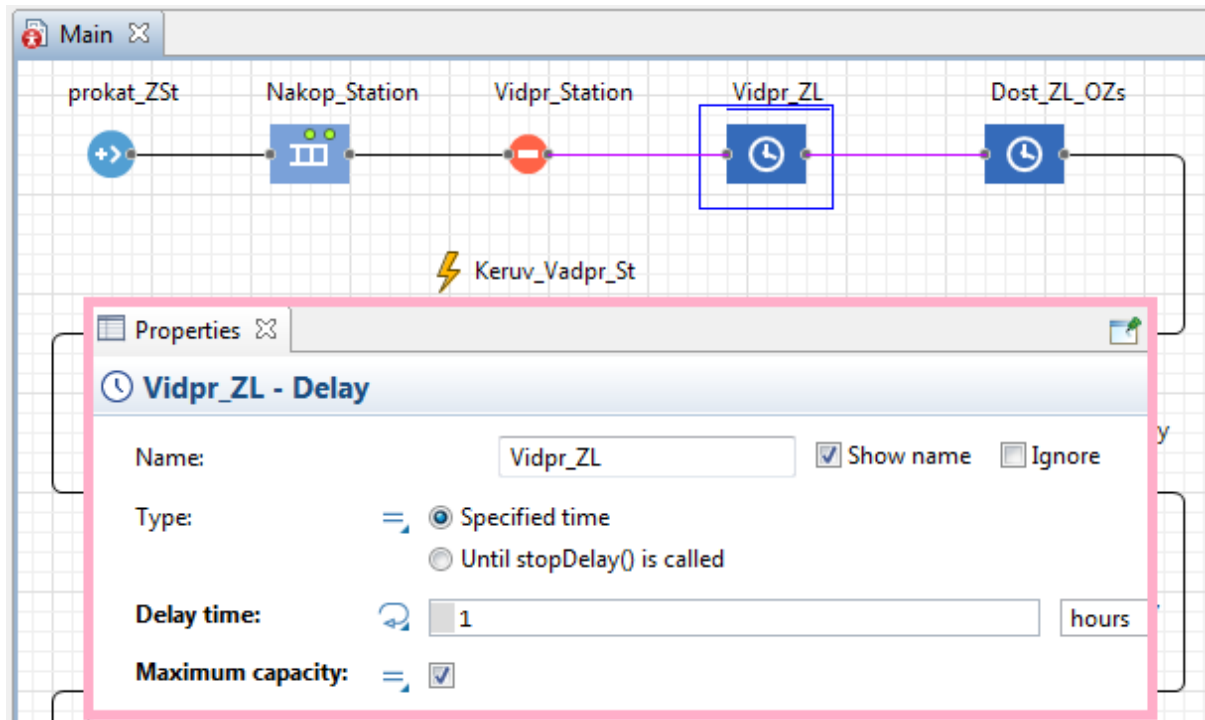 Main
prokat_ZSt Nakop_Station Vidpr_Station Vidpr_ZL Dost_ZL_OZs
Keruv_Vadpr_St
Properties
Vidpr_ZL - Delay
y
Name: Vidpr_ZL Show name Ignore
Type: = Specified time
Until stopDelay() is called
Delay time: 1 hours
Maximum capacity: =